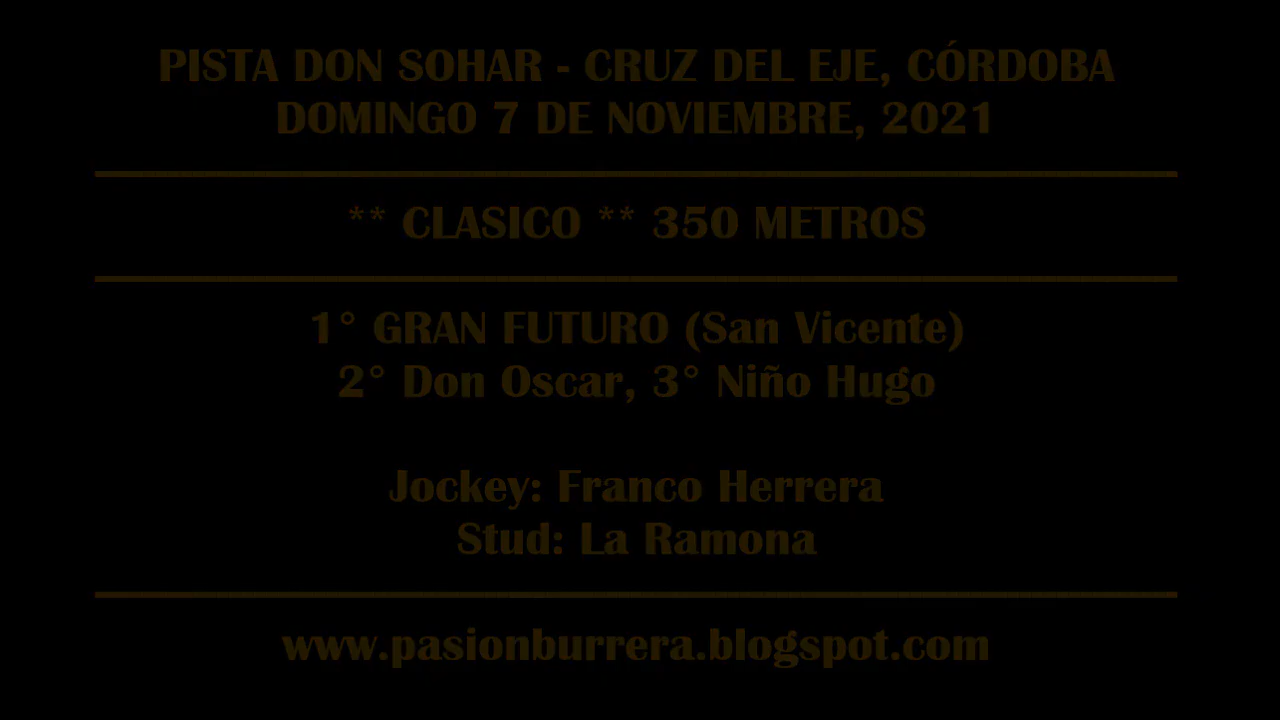 PISTA DON SOHAR - CRUZ DEL EJE, CÓRDOBA
DOMINGO 7 DE NOVIEMBRE, 2021
** CLASICO ** 350 METROS
1° GRAN FUTURO (San Vicente)
2° Don Oscar, 3° Niño Hugo
Jockey: Franco Herrera
Stud: La Ramona
www.pasionburrera.blogspot.com